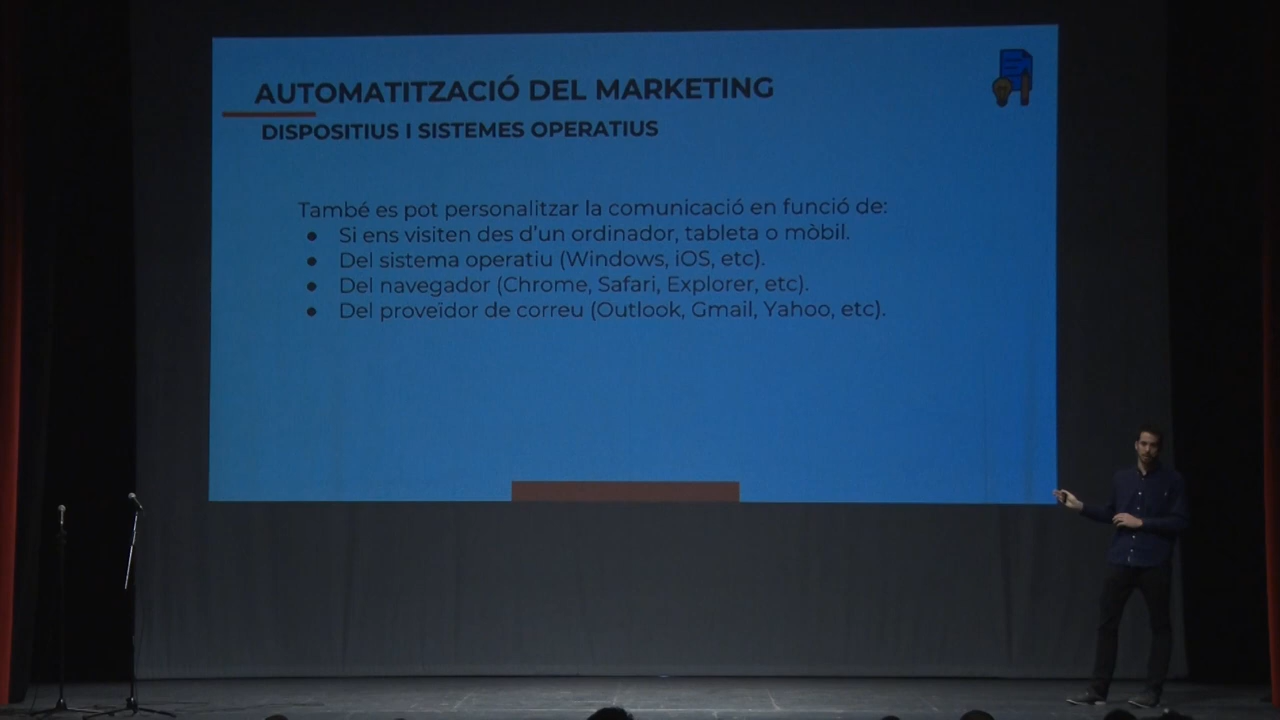 AUTOMATITZACIÓ DEL MARKETING
DISPOSITIUS I SISTEMES OPERATIUS
També es pot personalitzar la comunicació en funció de:
● Si ens visiten des d'un ordinador, tableta o mòbil.
● Del sistema operatiu (Windows, iOS, etc).
● Del navegador (Chrome, Safari, Explorer, etc).
● Del proveïdor de correu (Outlook, Gmail, Yahoo, etc).